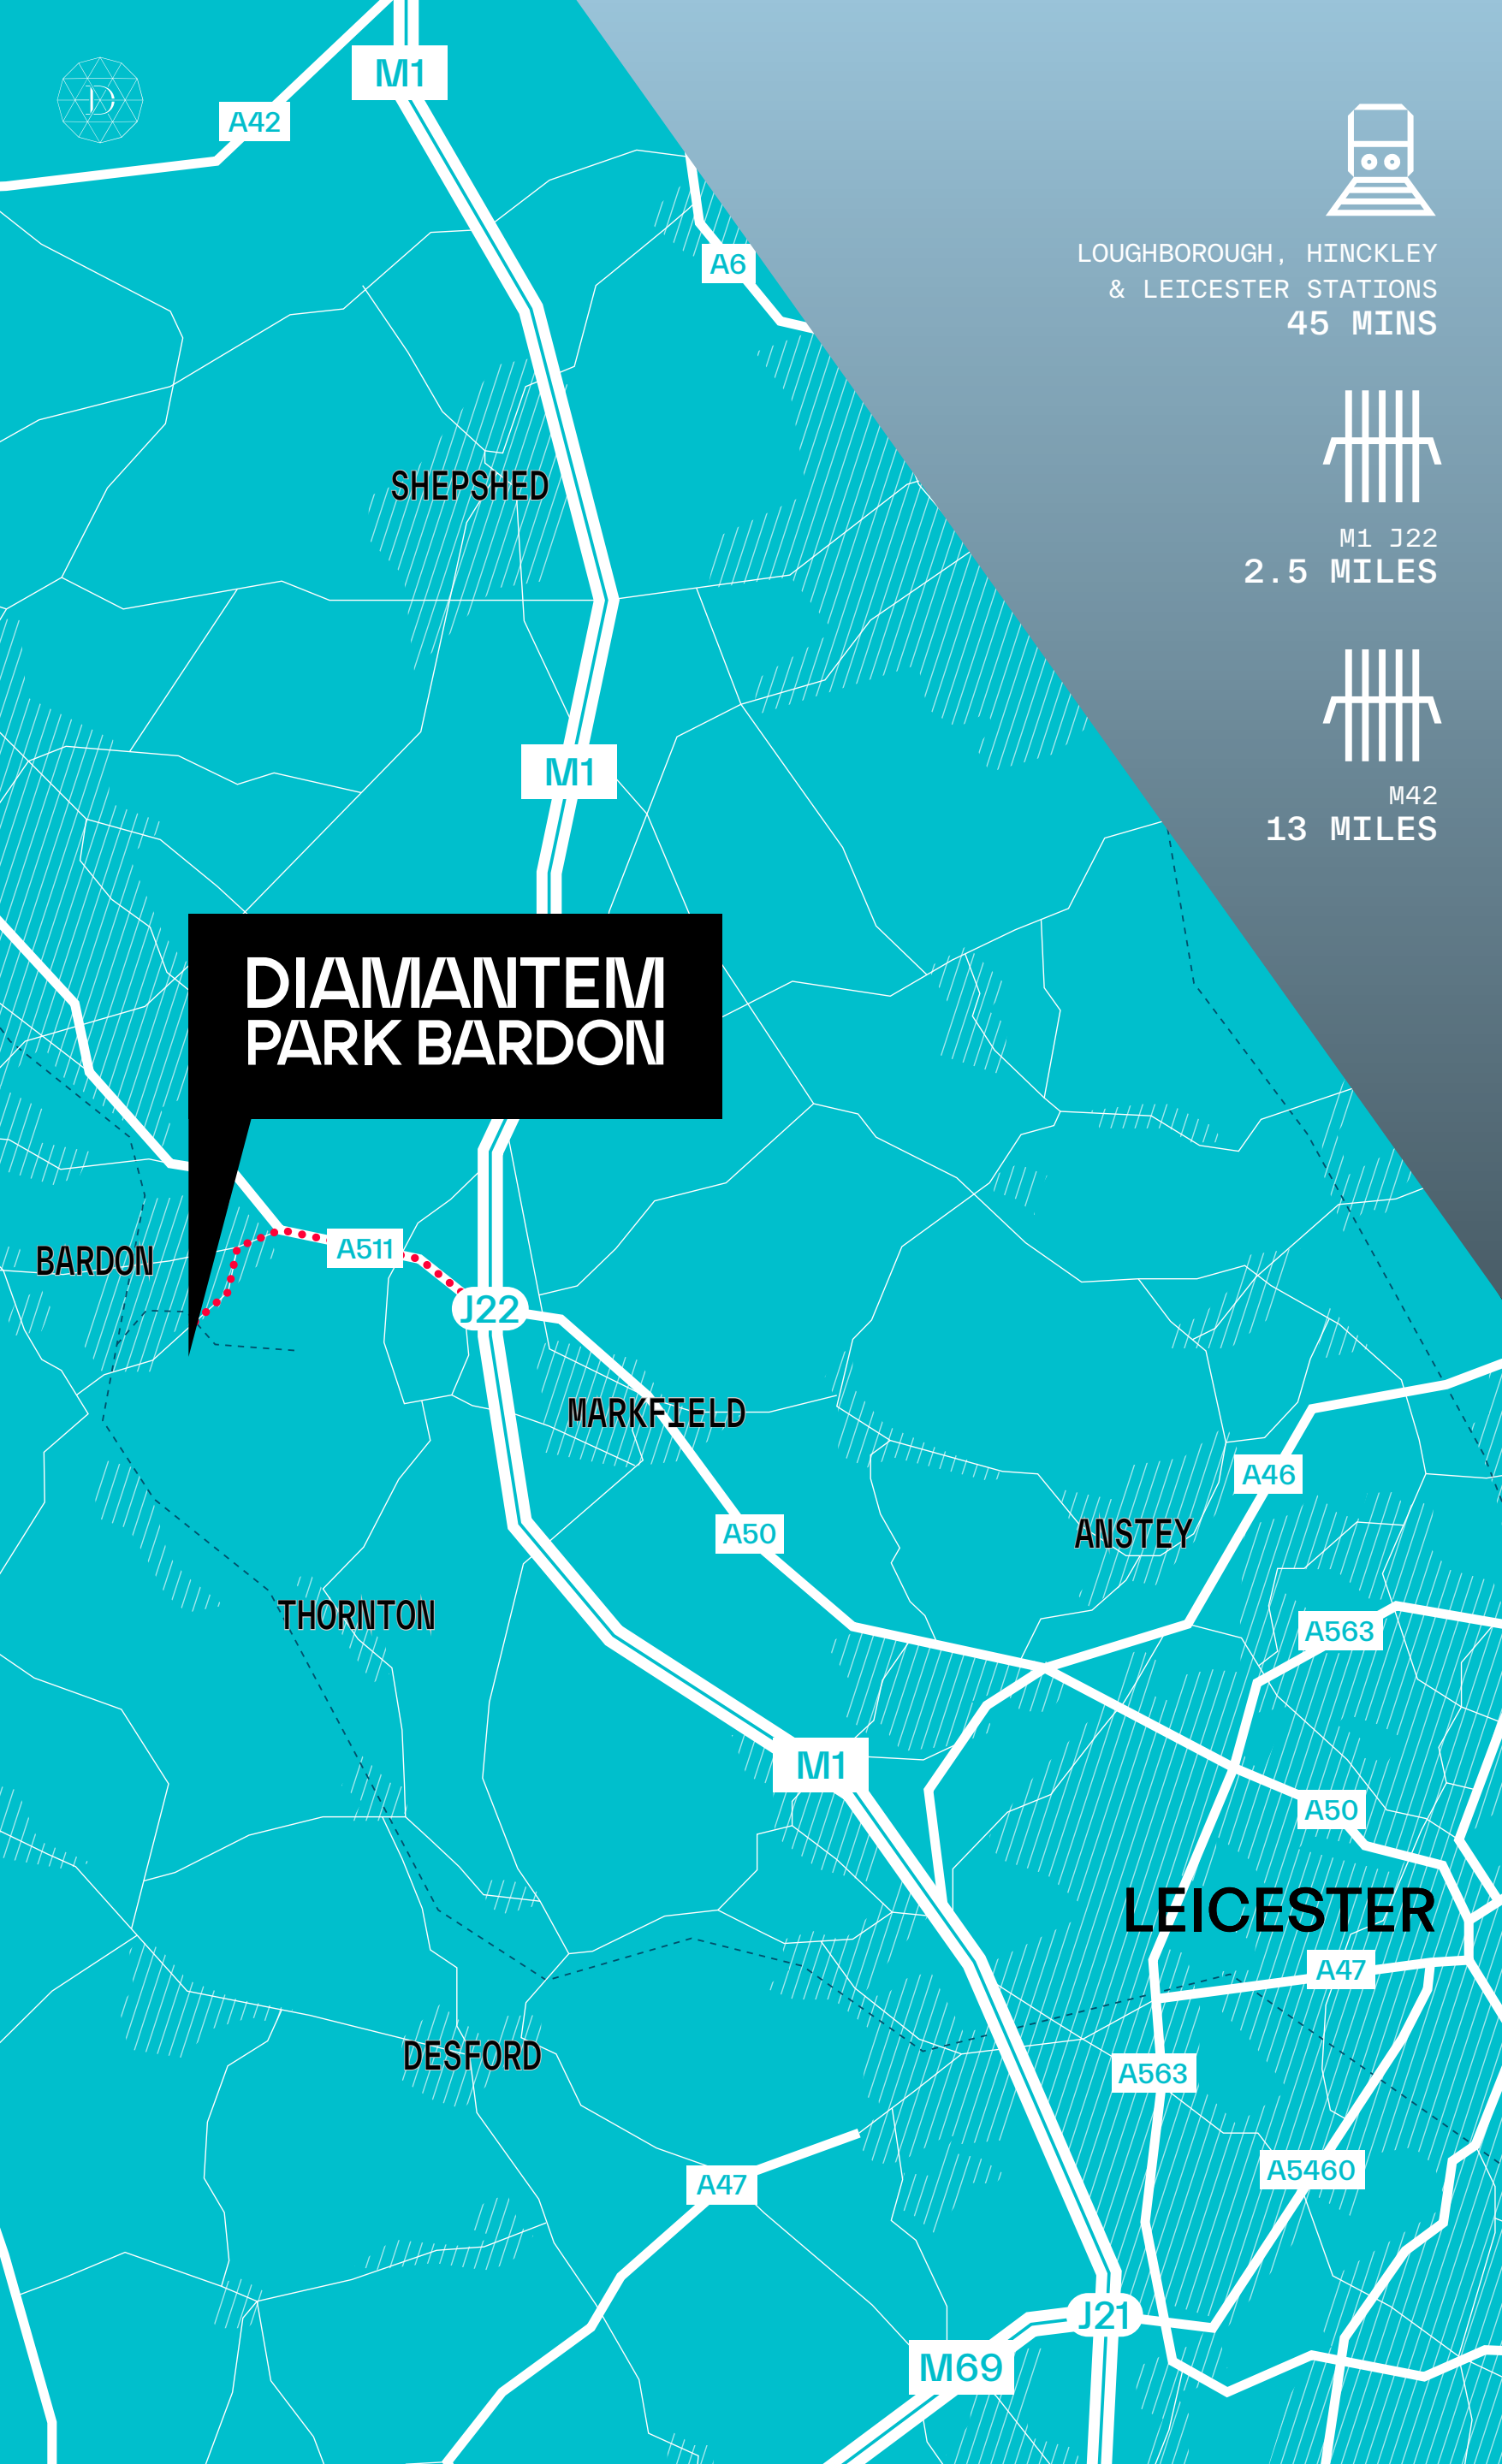 M1
D
A42
A6
LOUGHBOROUGH, HINCKLEY
& LEICESTER STATIONS
45 MINS
SHEPSHED
M1 J22
2.5 MILES
M1
M42
13 MILES
DIAMANTEM
PARK BARDON
A511
BARDON
J22
MARKFIELD
A46
A50
ANSTEY
THORNTON
A563
M1
A50
LEICESTER
A47
DESFORD
A563
A5460
A47
J21
M69